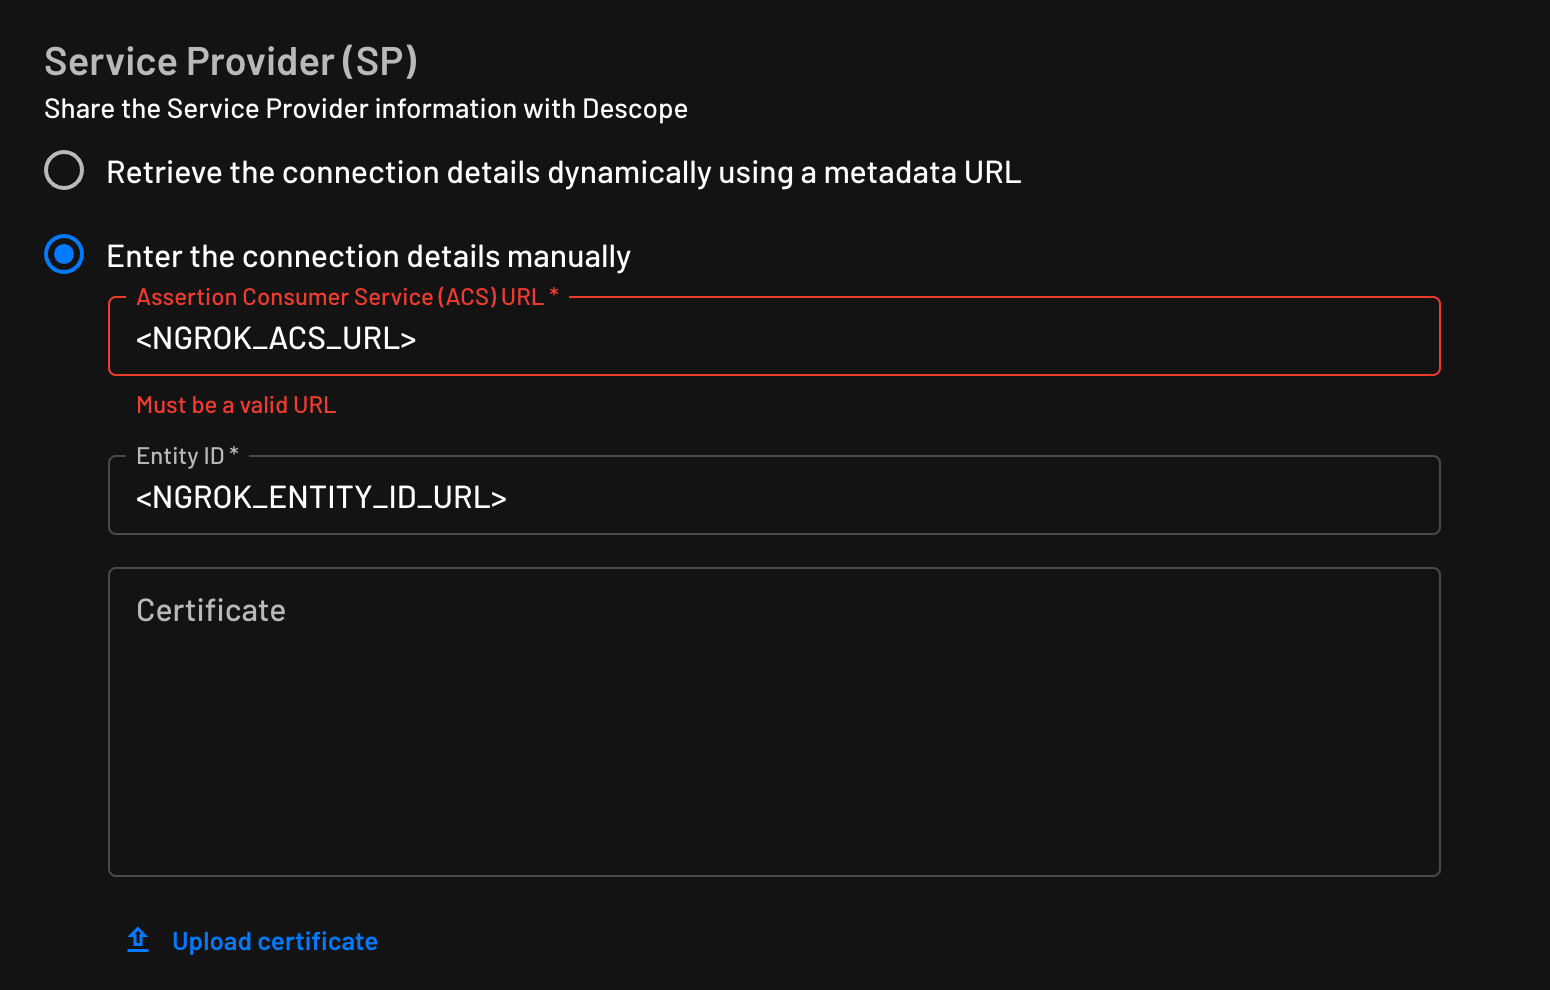 Service Provider (SP)
Share the Service Provider information with Descope
Retrieve the connection details dynamically using a metadata URL
Enter the connection details manually
Assertion Consumer Service (ACS) URL *
<NGROK_ACS_URL>
Must be a valid URL
Entity ID *
<NGROK_ENTITY_ID_URL>
Certificate
Upload certificate